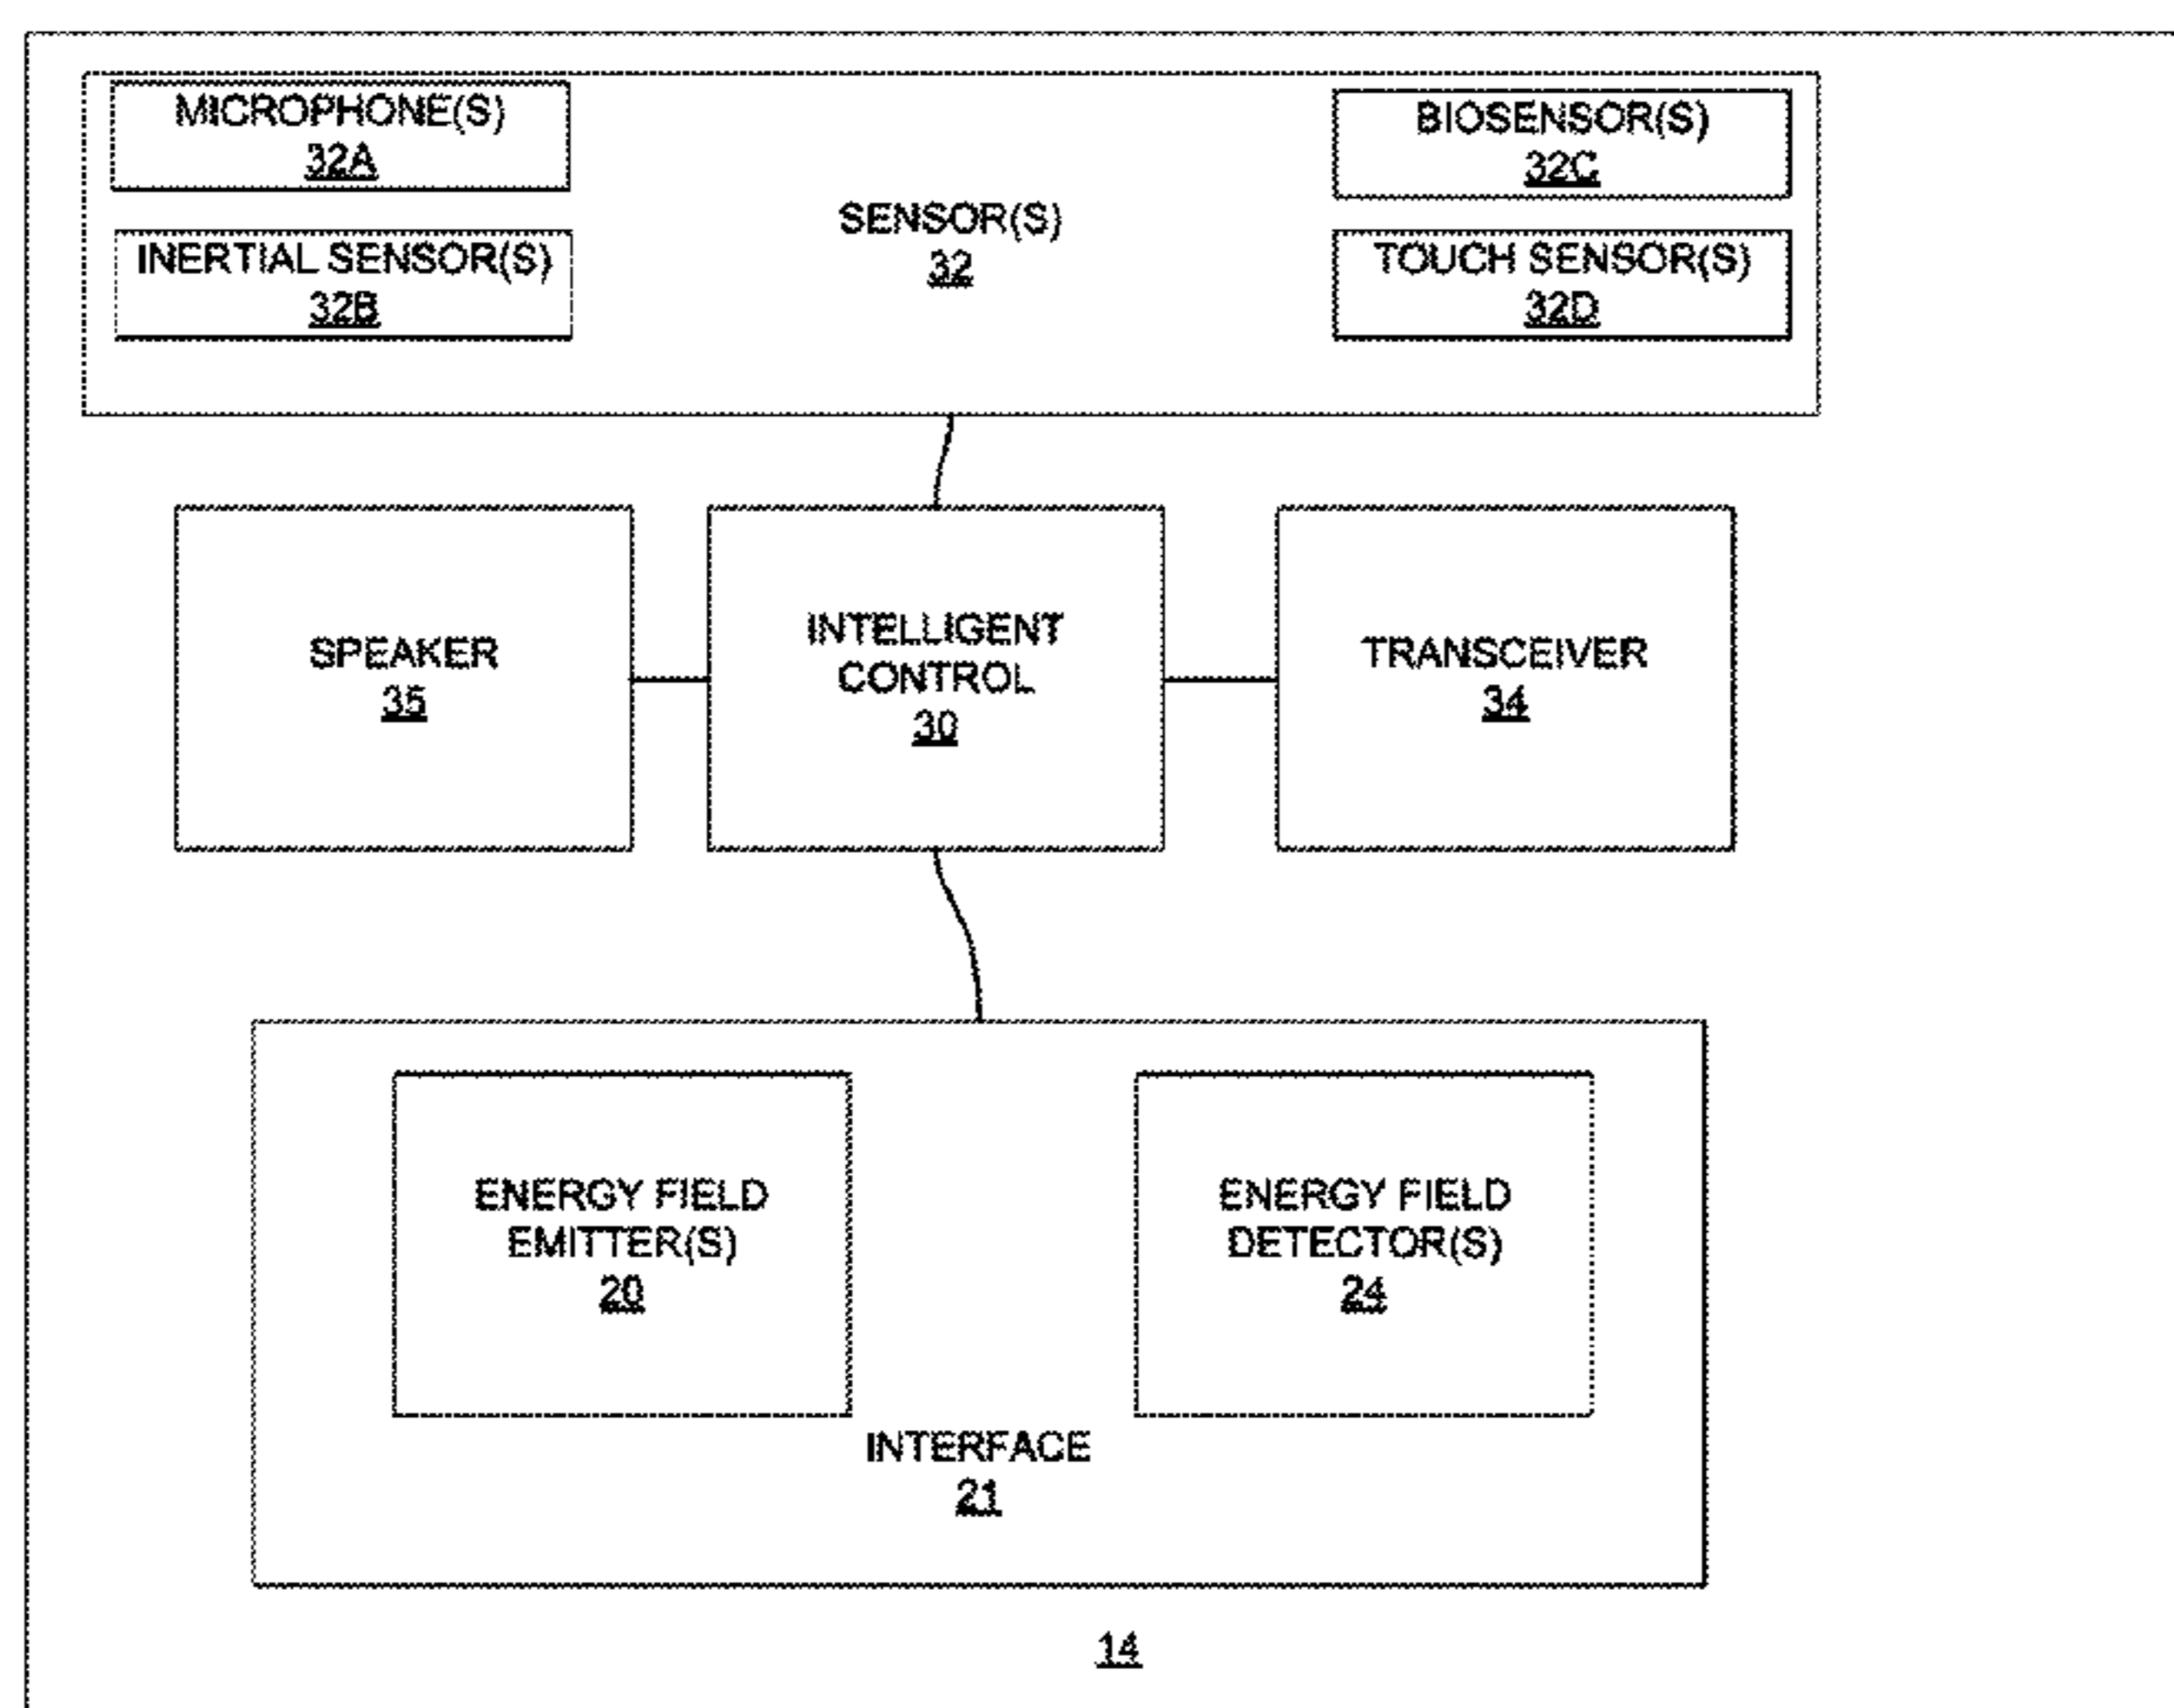 MICROPHONE(S)
32A
BIOSENSOR(S)
32C
SENSOR(S)
32
INERTIAL SENSOR(S)
32B
TOUCH SENSOR(S)
32D
SPEAKER
35
INTELLIGENT
CONTROL
30
TRANSCEIVER
34
ENERGY FIELD
EMITTER(S)
20
ENERGY FIELD
DETECTOR(S)
24
INTERFACE
21
14